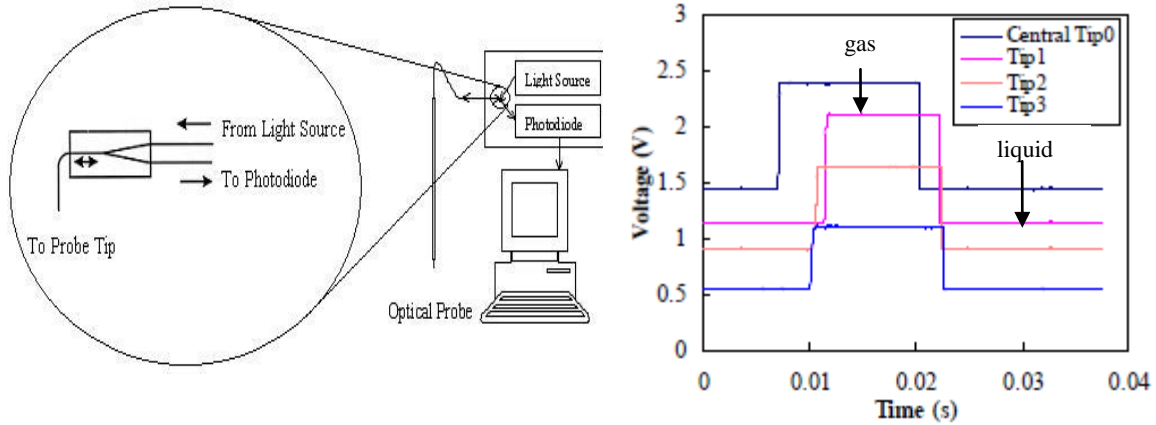 From Light Source
To Photodiode
To Probe Tip
Light Source
Photodiode
Optical Probe
3
2.5
2
1.5
1
0.5
0
Voltage (V)
0
0.01
0.02
0.03
0.04
Time (s)
Central Tip0
Tip1
Tip2
Tip3
gas
liquid